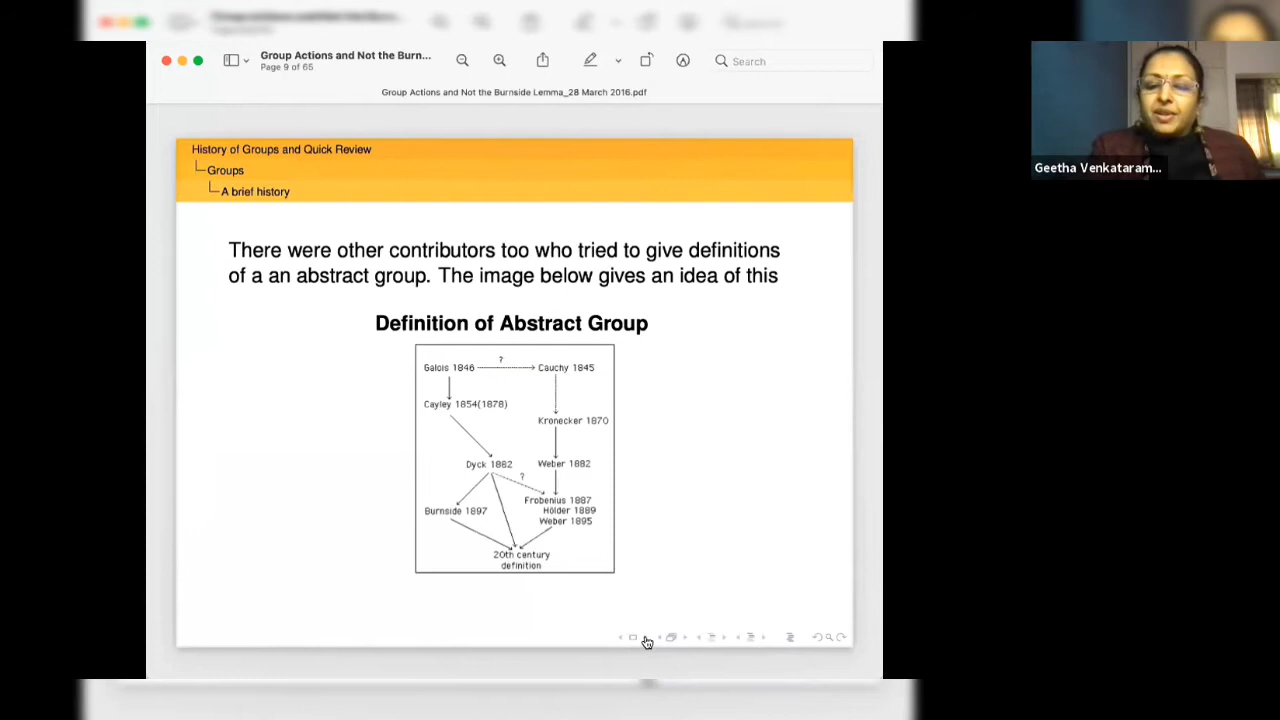 Group Actions and Not the Burn...
Page 9 of 65
Search
Group Actions and Not the Burnside Lemma_28 March 2016.pdf
Geetha Venkataram...
History of Groups and Quick Review
Groups
A brief history
There were other contributors too who tried to give definitions
of a an abstract group. The image below gives an idea of this
Definition of Abstract Group
?
Galois 1846
Cauchy 1845
Cayley 1854(1878)
Kronecker 1870
Dyck 1882
Weber 1882
?
Frobenius 1887
Burnside 1897
Hölder 1889
Weber 1895
20th century
definition